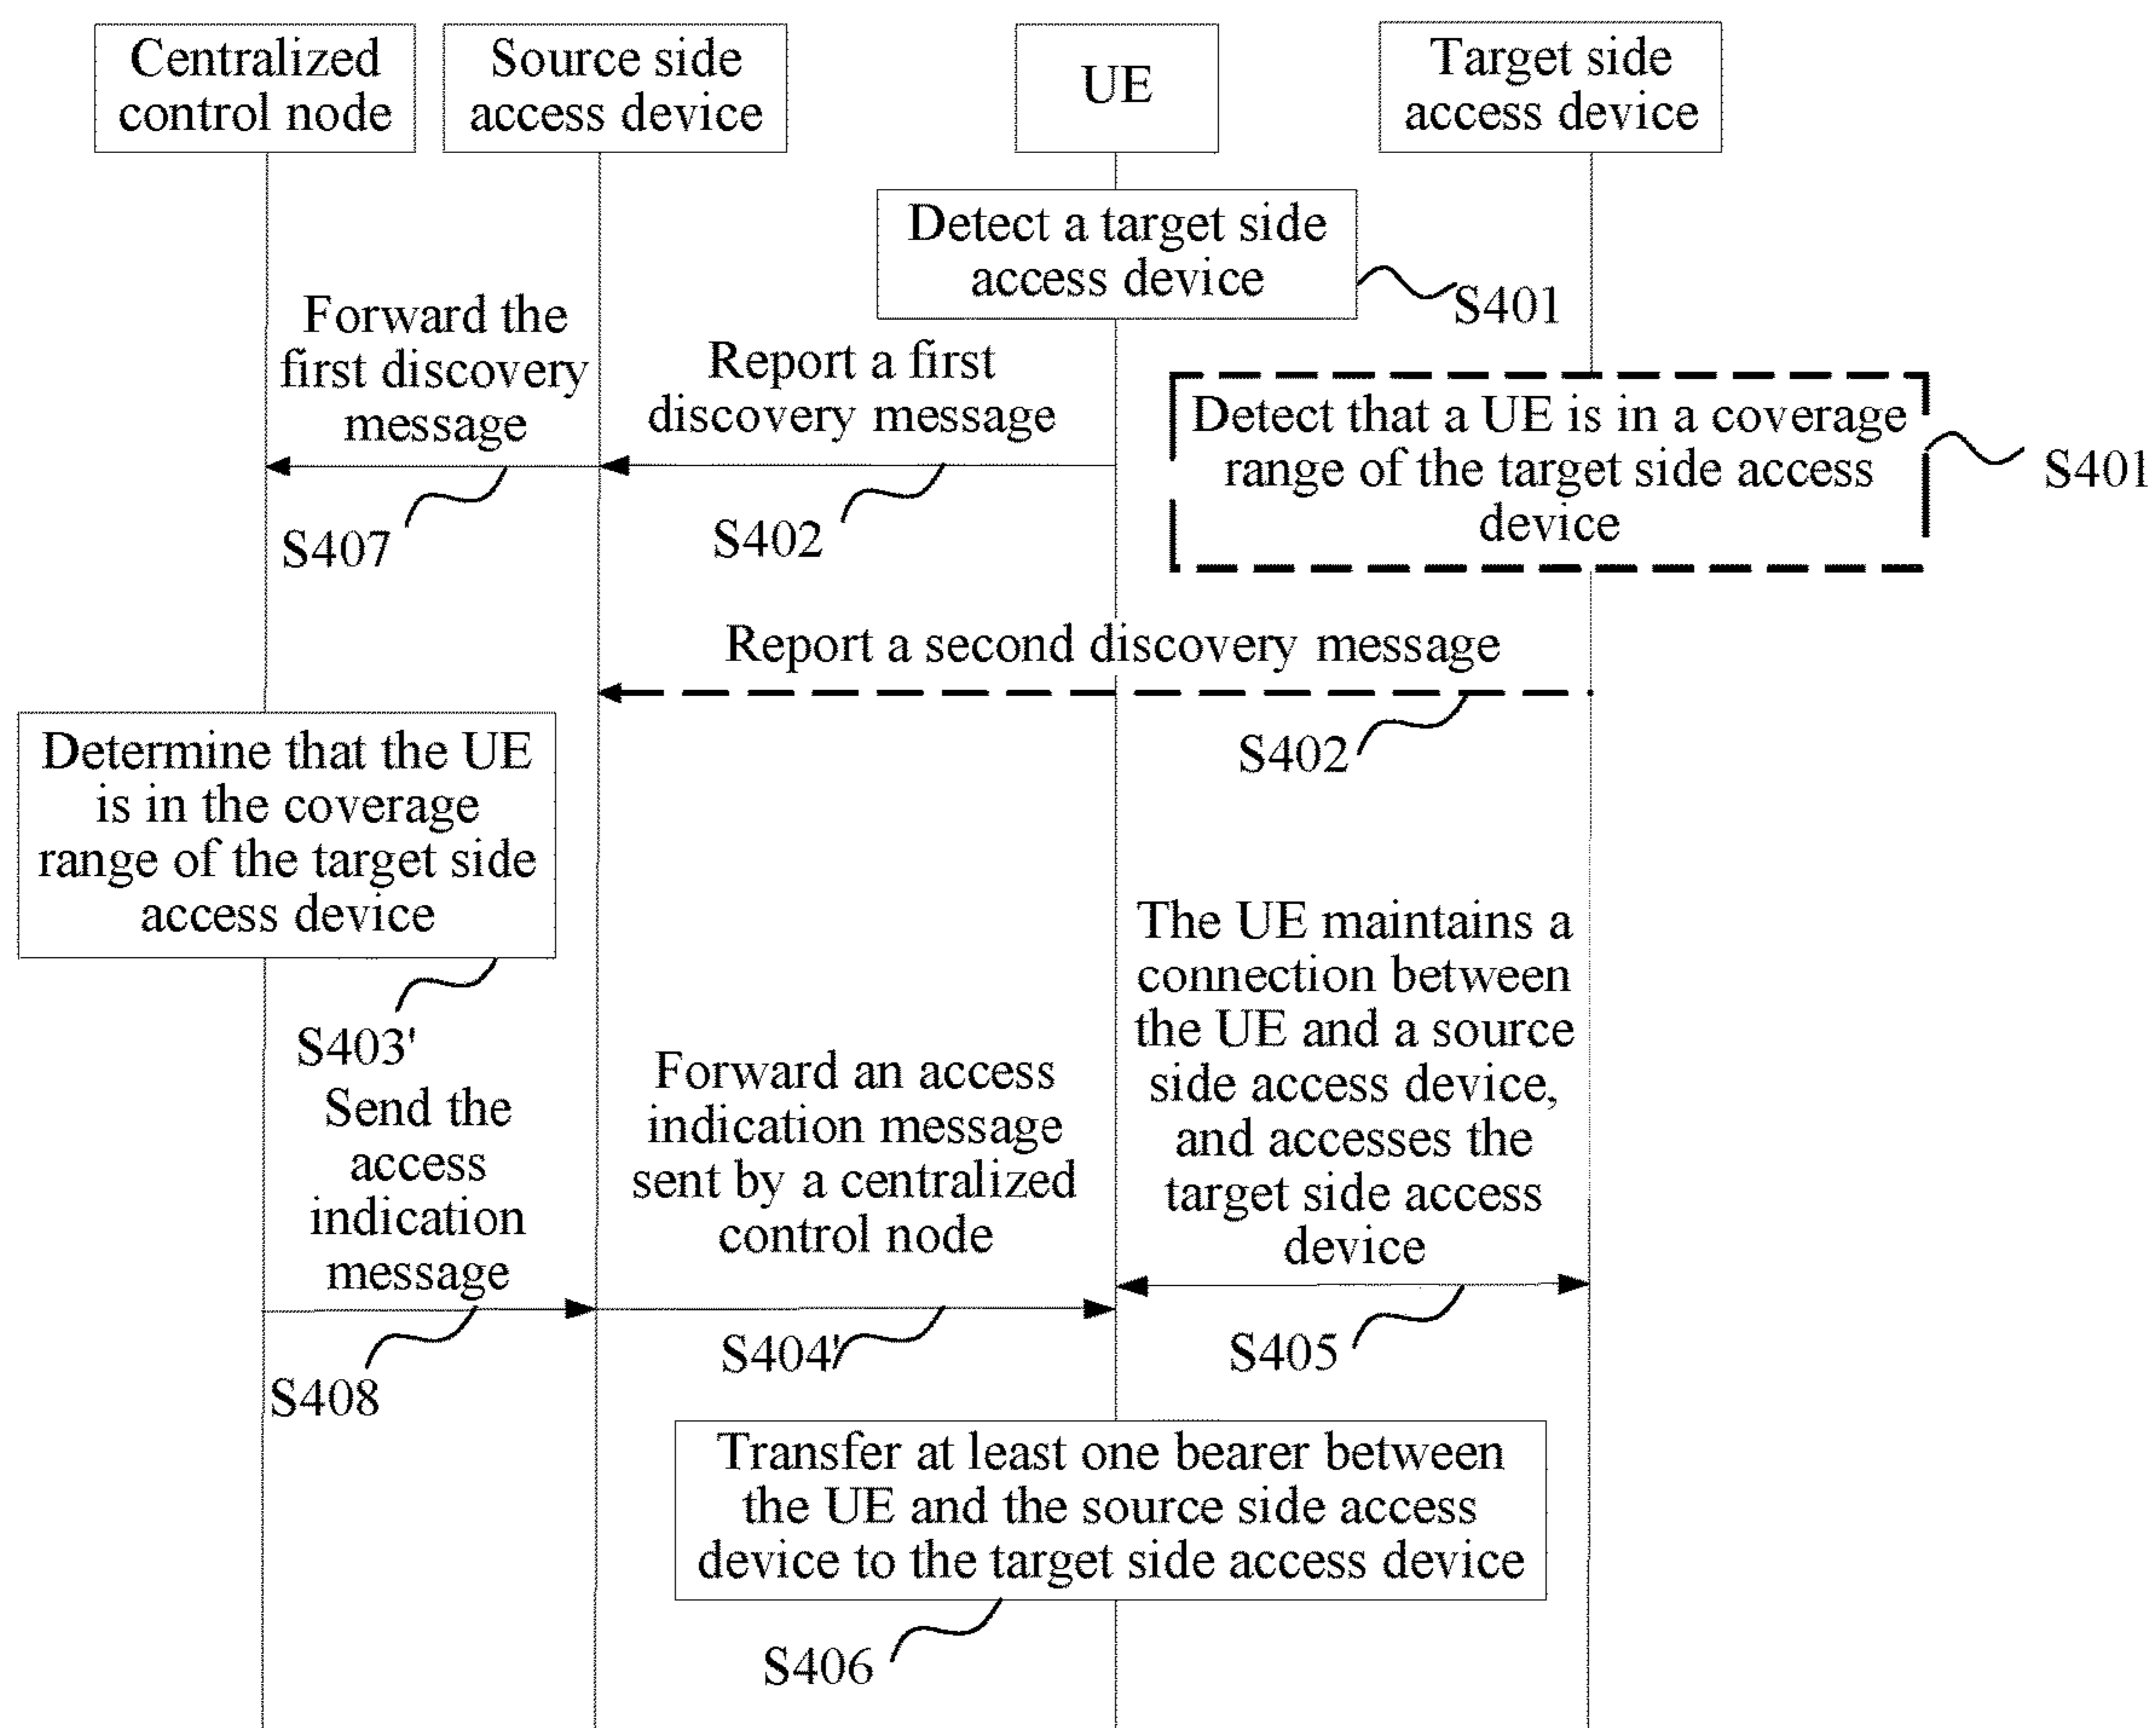 Centralized
control node
Source side
access device
UE
Target side
access device
Detect a target side
access device
S401
Forward the
first discovery
message
S407
Report a first
discovery message
S402
Detect that a UE is in a coverage
range of the target side access
device
S401
Report a second discovery message
S402
Determine that the UE
is in the coverage
range of the target side
access device
S403'
Send the
access
indication
message
S408
Forward an access
indication message
sent by a centralized
control node
S404'
The UE maintains a
connection between
the UE and a source
side access device,
and accesses the
target side access
device
S405
Transfer at least one bearer between
the UE and the source side access
device to the target side access device
S406